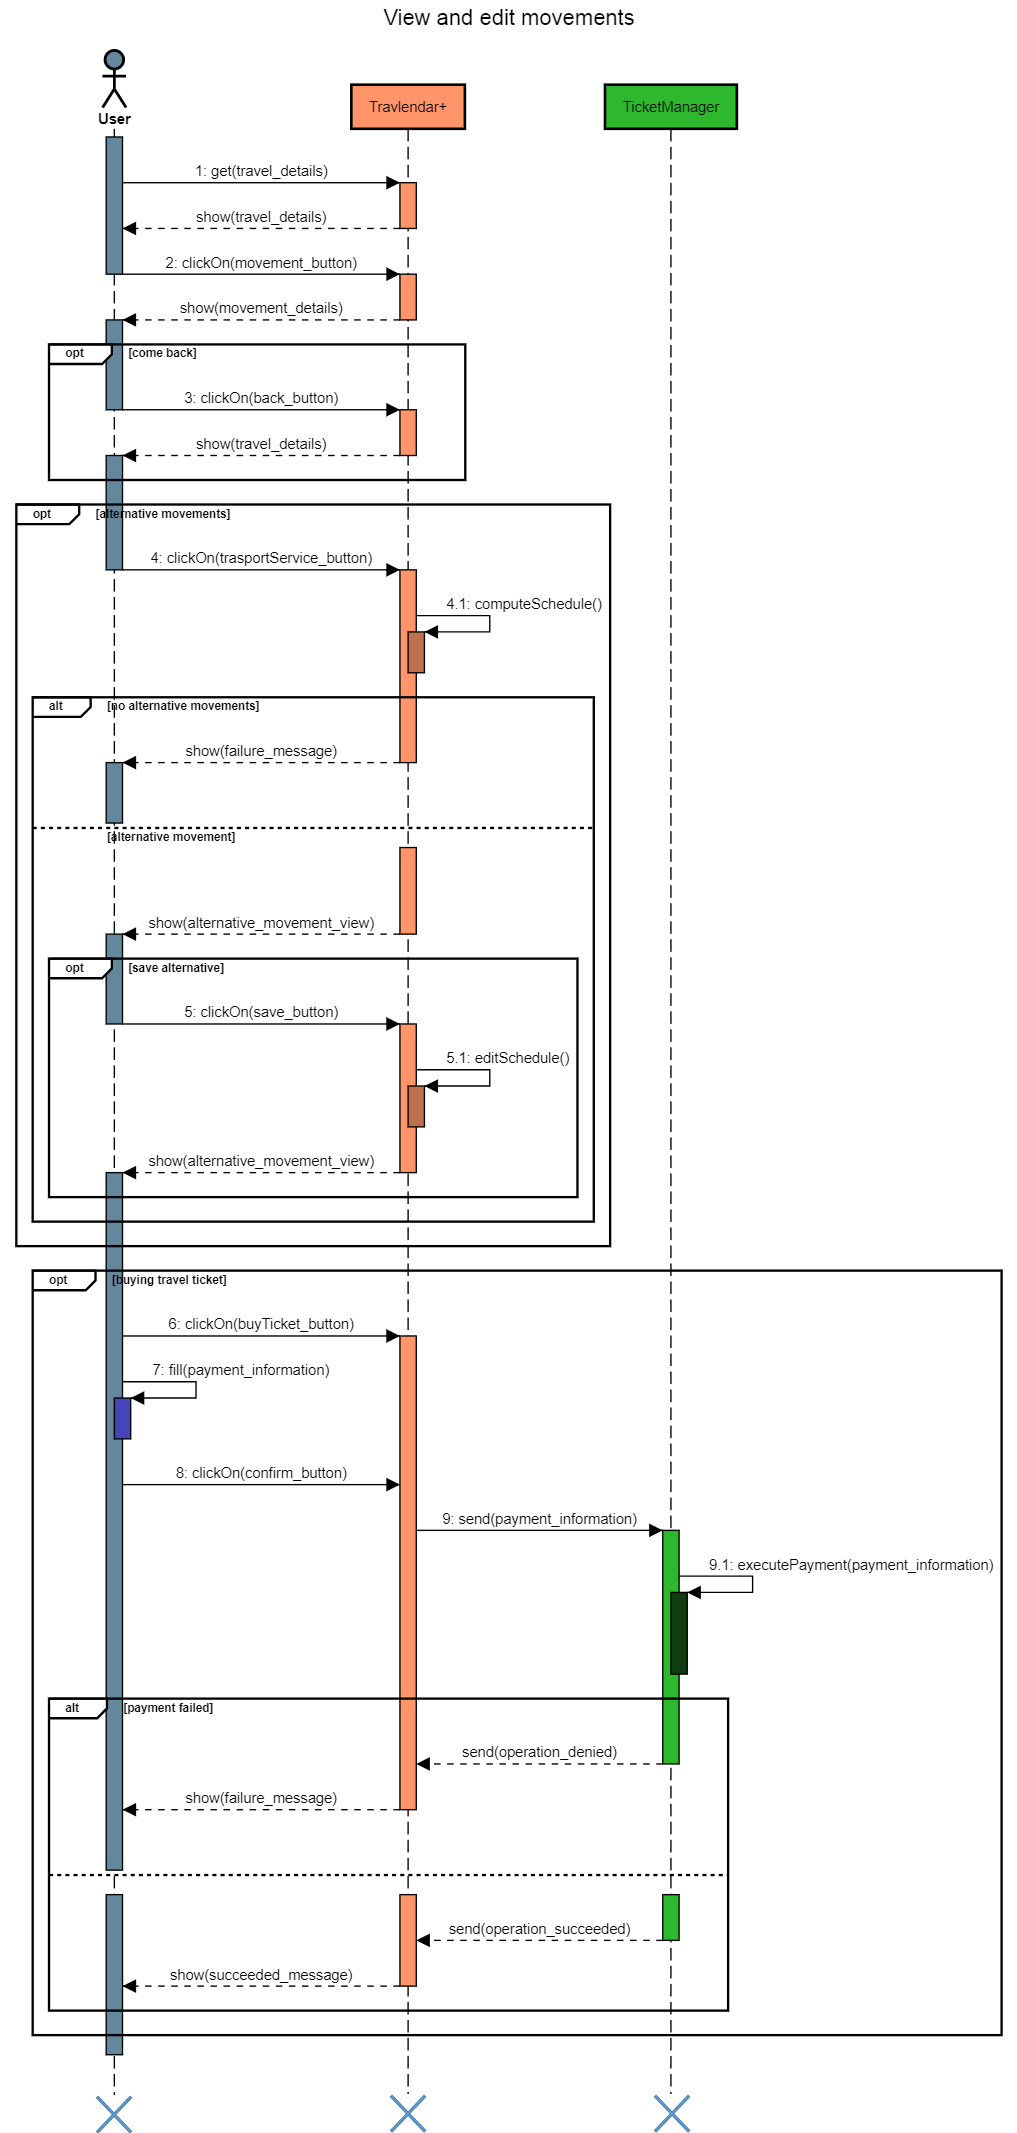 View and edit movements
User
Travlendar+
TicketManager
1: get(travel_details)
show(travel_details)
2: clickOn(movement_button)
show(movement_details)
opt [come back]
3: clickOn(back_button)
show(travel_details)
opt [alternative movements]
4: clickOn(trasportService_button)
4.1: computeSchedule()
alt [no alternative movements]
show(failure_message)
[alternative movement]
show(alternative_movement_view)
opt [save alternative]
5: clickOn(save_button)
5.1: editSchedule()
show(alternative_movement_view)
opt [buying travel ticket]
6: clickOn(buyTicket_button)
7: fill(payment_information)
8: clickOn(confirm_button)
9: send(payment_information)
9.1: executePayment(payment_information)
alt [payment failed]
send(operation_denied)
show(failure_message)
send(operation_succeeded)
show(succeeded_message)